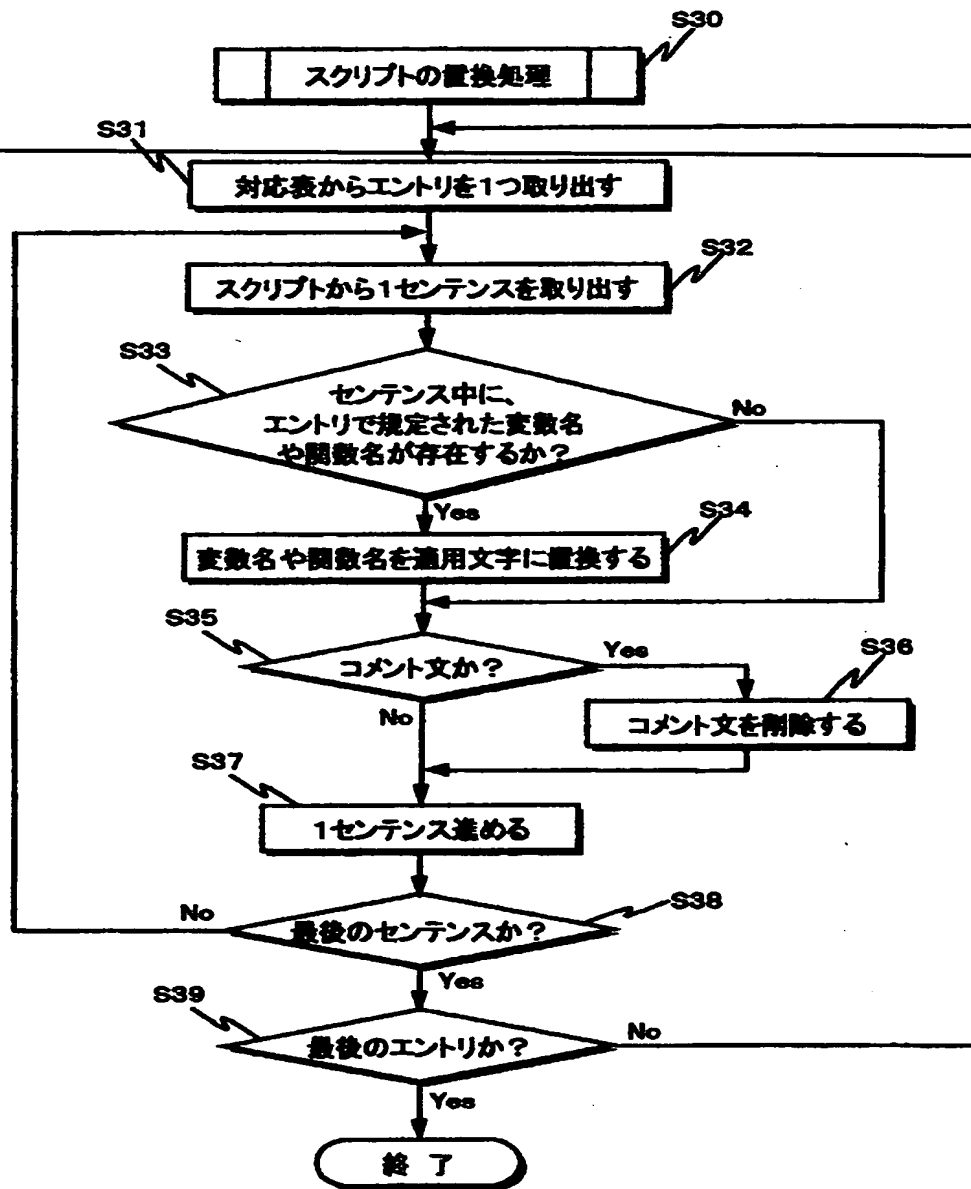 S30
スクリプトの置換処理
S31
対応表からエントリを1つ取り出す
S32
スクリプトから1センテンスを取り出す
S33
センテンス中に、
エントリで規定された変数名
や関数名が存在するか?
No
Yes
S34
変数名や関数名を適用文字に置換する
S35
コメント文か?
Yes
S36
No
コメント文を削除する
S37
1センテンス進める
No
S38
最後のセンテンスか?
Yes
S39
最後のエントリか?
No
Yes
終了